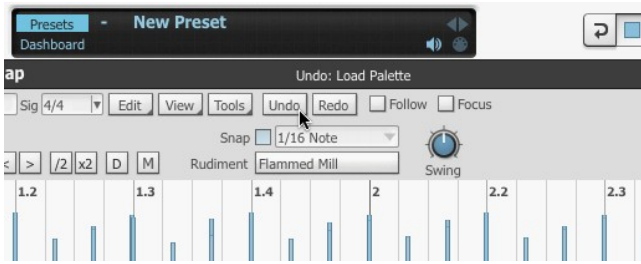 Presets - New Preset
Dashboard
ap Undo: Load Palette
Sig 4/4 Edit View Tools Undo Redo Follow Focus
Snap 1/16 Note
< > /2 x2 D M Rudiment Flammed Mill Swing
1.2 1.3 1.4 2 2.2 2.3